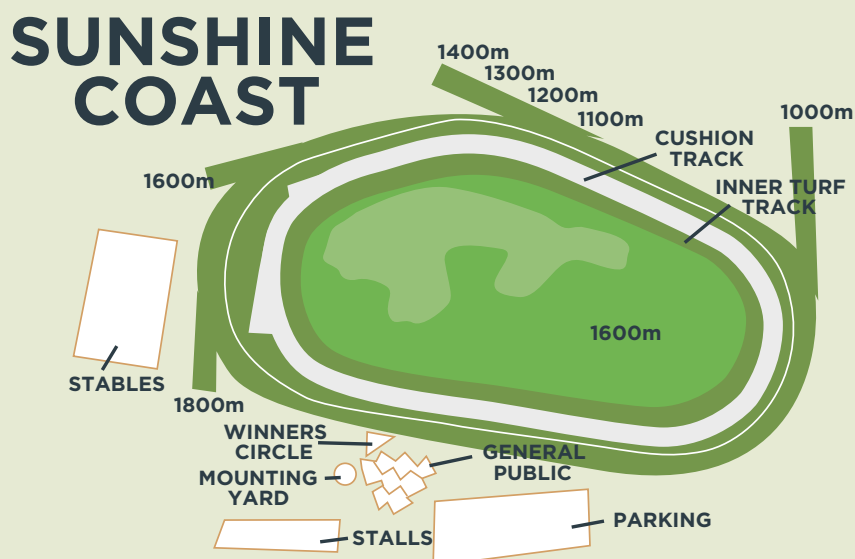 SUNSHINE
COAST
1400m
1300m
1200m
1100m
1000m
CUSHION
TRACK
1600m
INNER TURF
TRACK
1600m
STABLES
1800m
WINNERS
CIRCLE
GENERAL
PUBLIC
MOUNTING
YARD
PARKING
STALLS